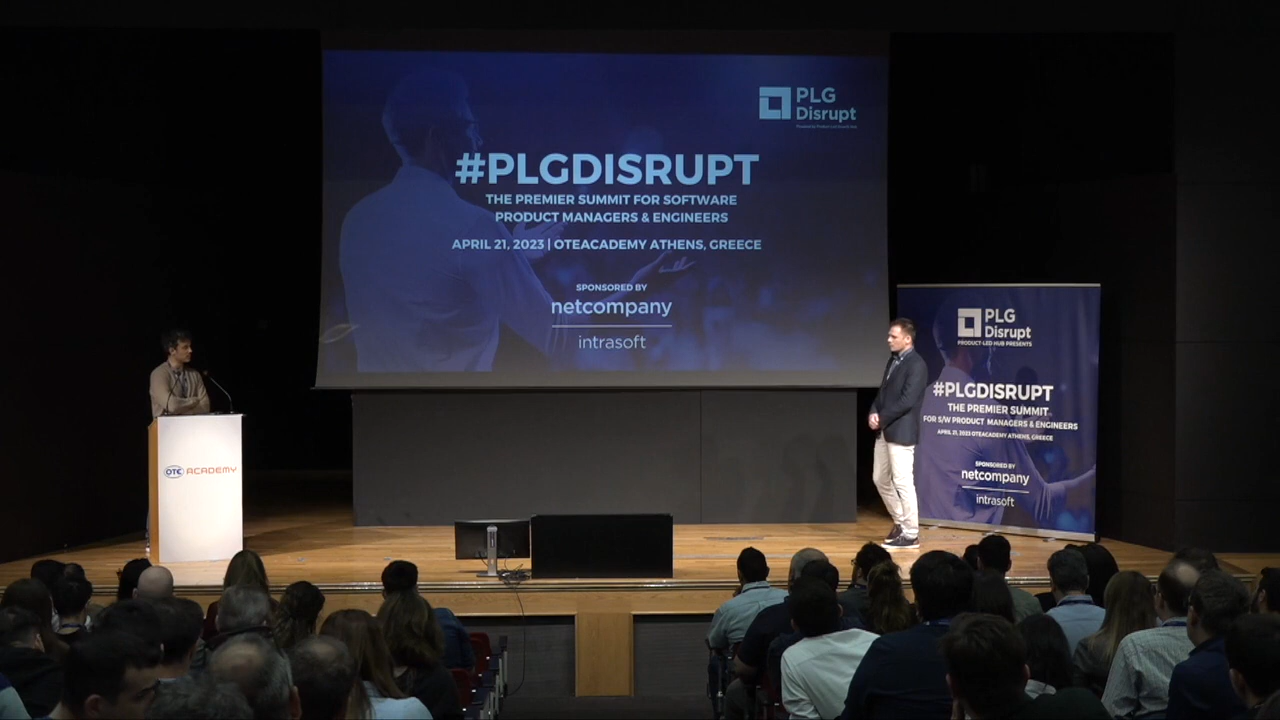 PLG
Disrupt
#PLGDISRUPT
THE PREMIER SUMMIT FOR SOFTWARE
PRODUCT MANAGERS & ENGINEERS
APRIL 21, 2023 | OTEACADEMY ATHENS, GREECE
SPONSORED BY
netcompany
intrasoft
PLG
Disrupt
PRODUCT-LED HUB PRESENTS
#PLGDISRUPT
THE PREMIER SUMMIT
FOR S/W PRODUCT MANAGERS & ENGINEERS
APRIL 21, 2023 OTEACADEMY ATHENS, GREECE
SPONSORED BY
netcompany
intrasoft
OTE ACADEMY